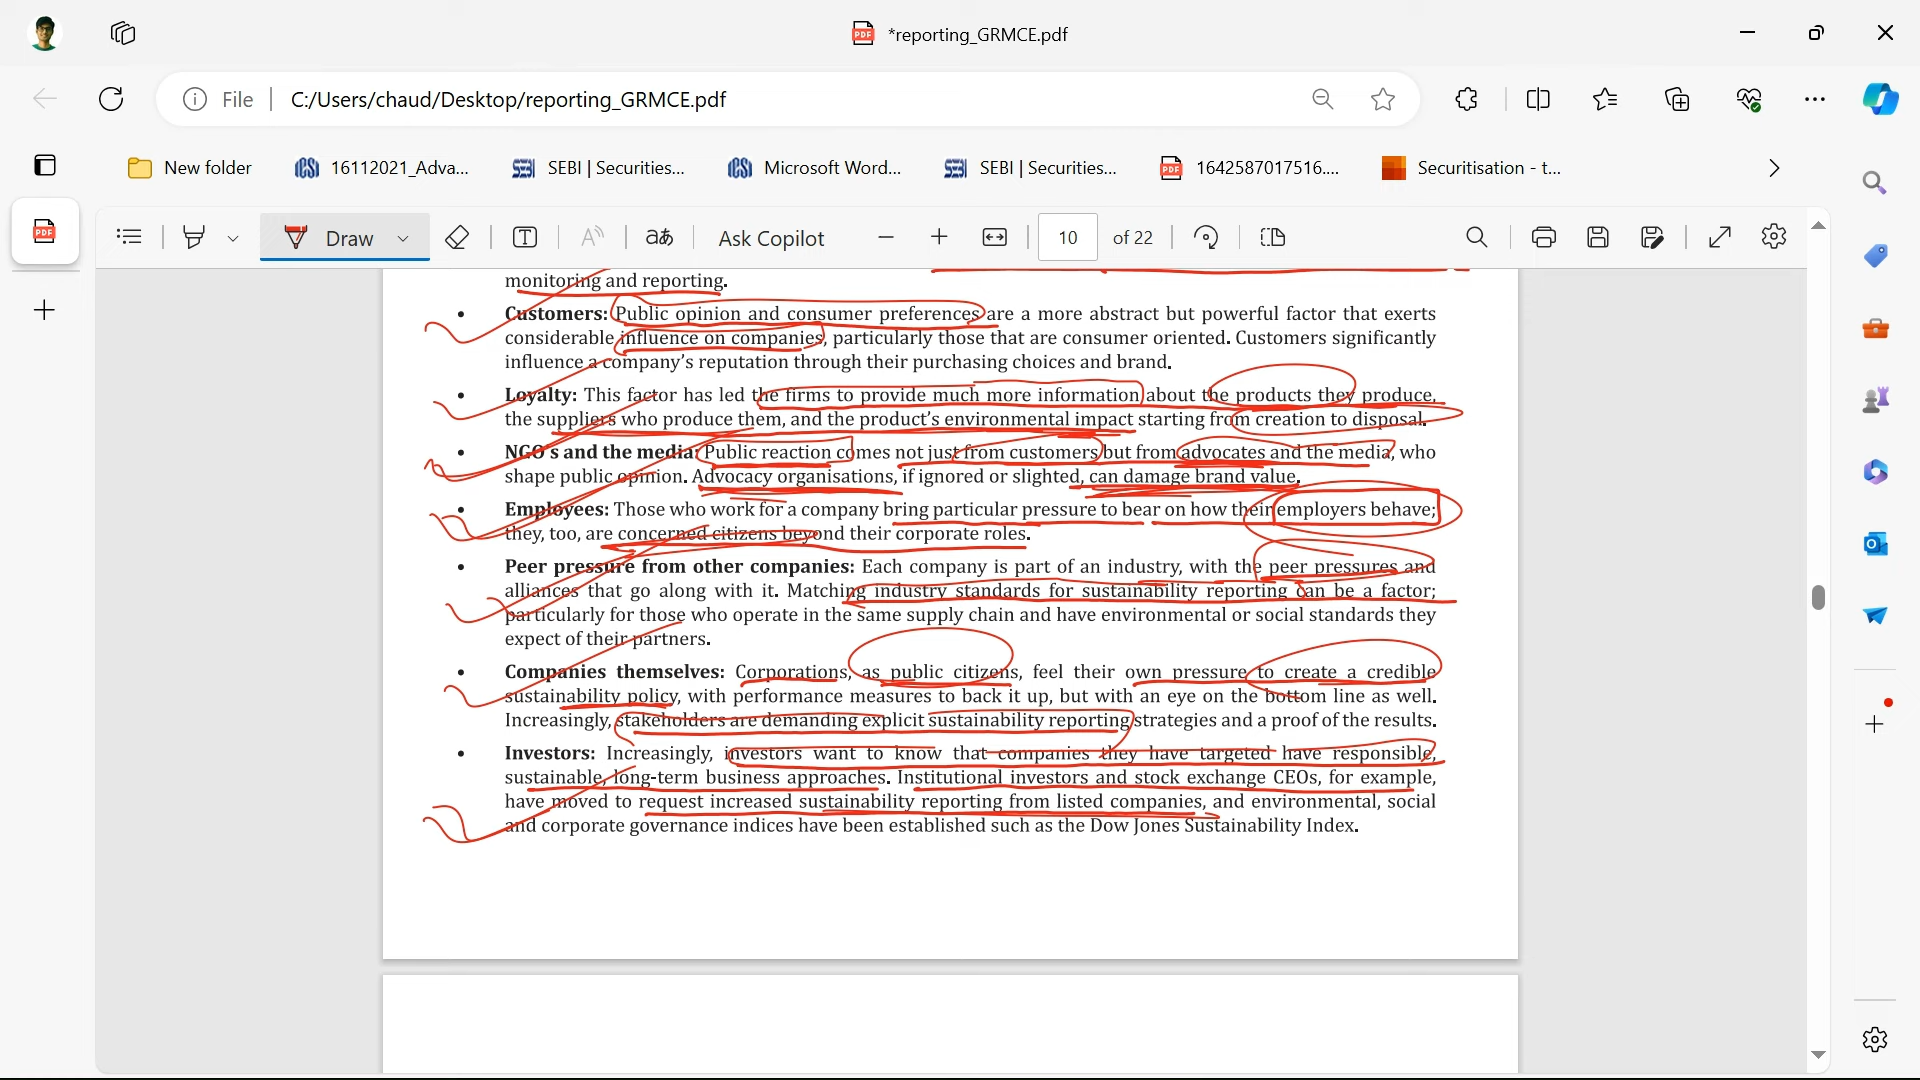 *reporting_GRMCE.pdf
File C:/Users/chaud/Desktop/reporting_GRMCE.pdf
New folder 16112021_Adva... SEBI | Securities... Microsoft Word... SEBI | Securities... 1642587017516.... Securitisation - t...
Draw Ask Copilot 10 of 22
monitoring and reporting.
• Customers: Public opinion and consumer preferences are a more abstract but powerful factor that exerts
considerable influence on companies, particularly those that are consumer oriented. Customers significantly
influence a company's reputation through their purchasing choices and brand.
• Loyalty: This factor has led the firms to provide much more information about the products they produce,
the suppliers who produce them, and the product's environmental impact starting from creation to disposal.
• NGO's and the media: Public reaction comes not just from customers but from advocates and the media, who
shape public opinion. Advocacy organisations, if ignored or slighted, can damage brand value.
• Employees: Those who work for a company bring particular pressure to bear on how their employers behave;
they, too, are concerned citizens beyond their corporate roles.
• Peer pressure from other companies: Each company is part of an industry, with the peer pressures and
alliances that go along with it. Matching industry standards for sustainability reporting can be a factor;
particularly for those who operate in the same supply chain and have environmental or social standards they
expect of their partners.
• Companies themselves: Corporations, as public citizens, feel their own pressure to create a credible
sustainability policy, with performance measures to back it up, but with an eye on the bottom line as well.
Increasingly, stakeholders are demanding explicit sustainability reporting strategies and a proof of the results.
• Investors: Increasingly, investors want to know that companies they have targeted have responsible,
sustainable, long-term business approaches. Institutional investors and stock exchange CEOs, for example,
have moved to request increased sustainability reporting from listed companies, and environmental, social
and corporate governance indices have been established such as the Dow Jones Sustainability Index.